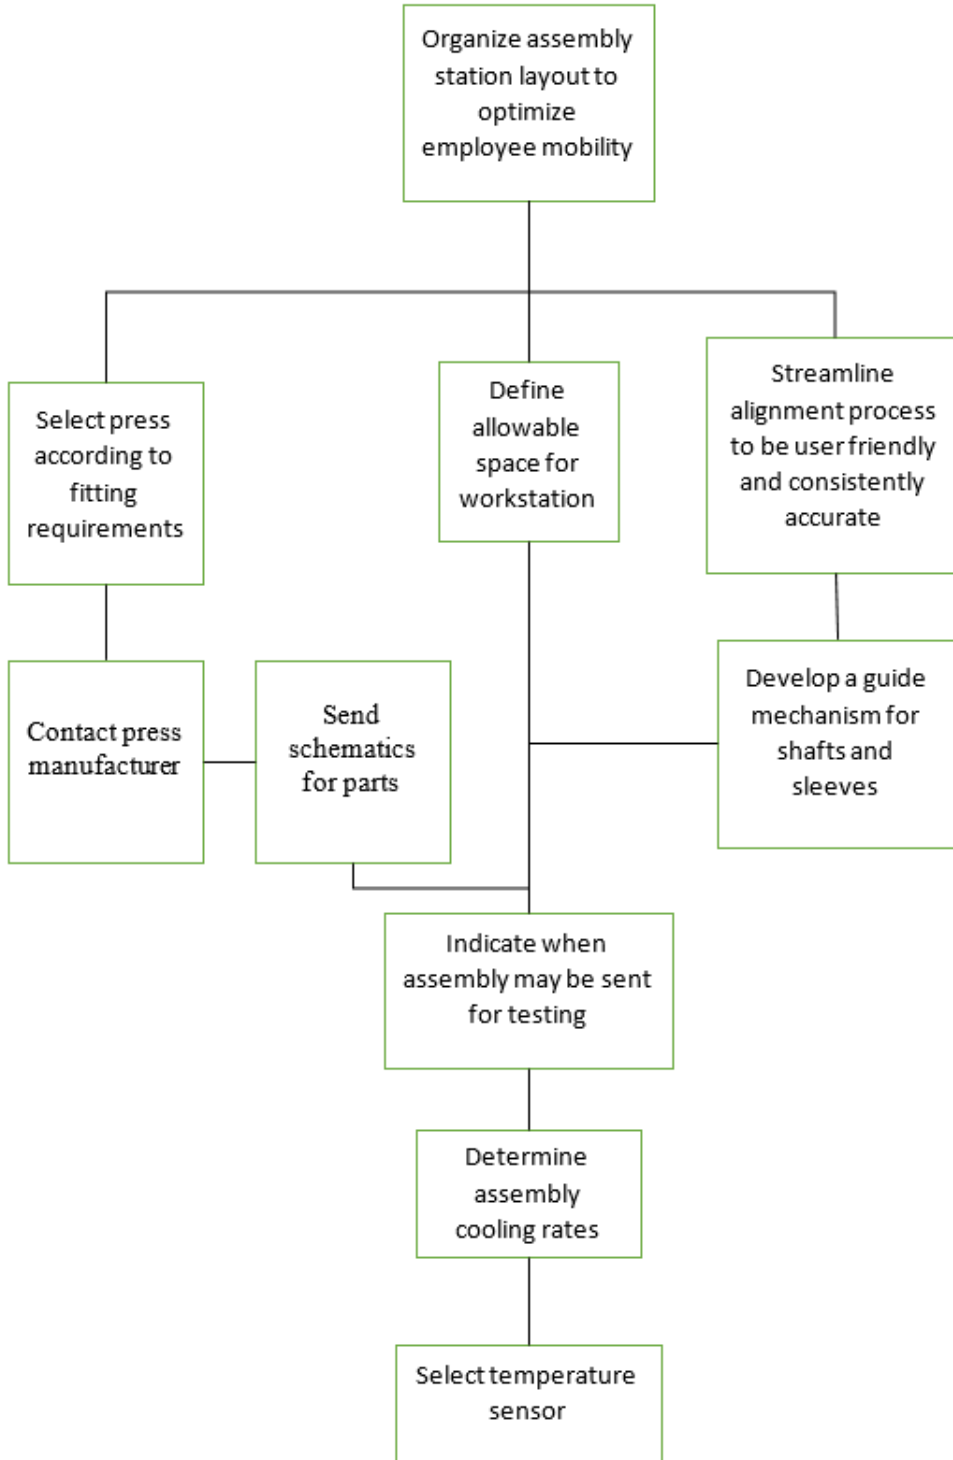 Organize assembly
station layout to
optimize
employee mobility
Select press
according to
fitting
requirements
Define
allowable
space for
workstation
Streamline
alignment process
to be user friendly
and consistently
accurate
Contact press
manufacturer
Send
schematics
for parts
Develop a guide
mechanism for
shafts and
sleeves
Indicate when
assembly may be sent
for testing
Determine
assembly
cooling rates
Select temperature
sensor